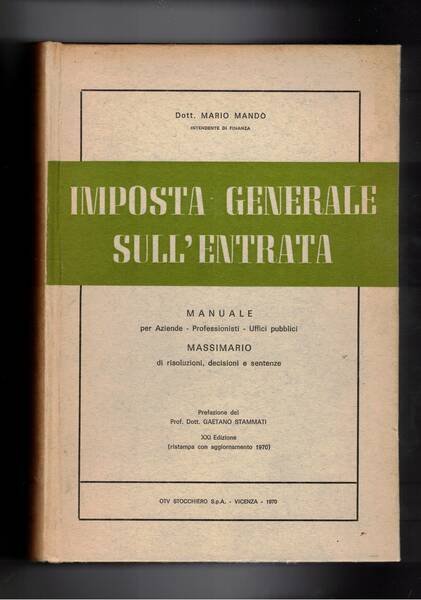 Dott. MARIO MANDÒ
INTENDENTE DI FINANZA
IMPOSTA GENERALE
SULL'ENTRATA
MANUALE
per Aziende - Professionisti - Uffici pubblici
MASSIMARIO
di risoluzioni, decisioni e sentenze
Prefazione del
Prof. Dott. GAETANO STAMMATI
XXI Edizione
(ristampa con aggiornamento 1970)
OTV STOCCHIERO S.p.A. - VICENZA - 1970